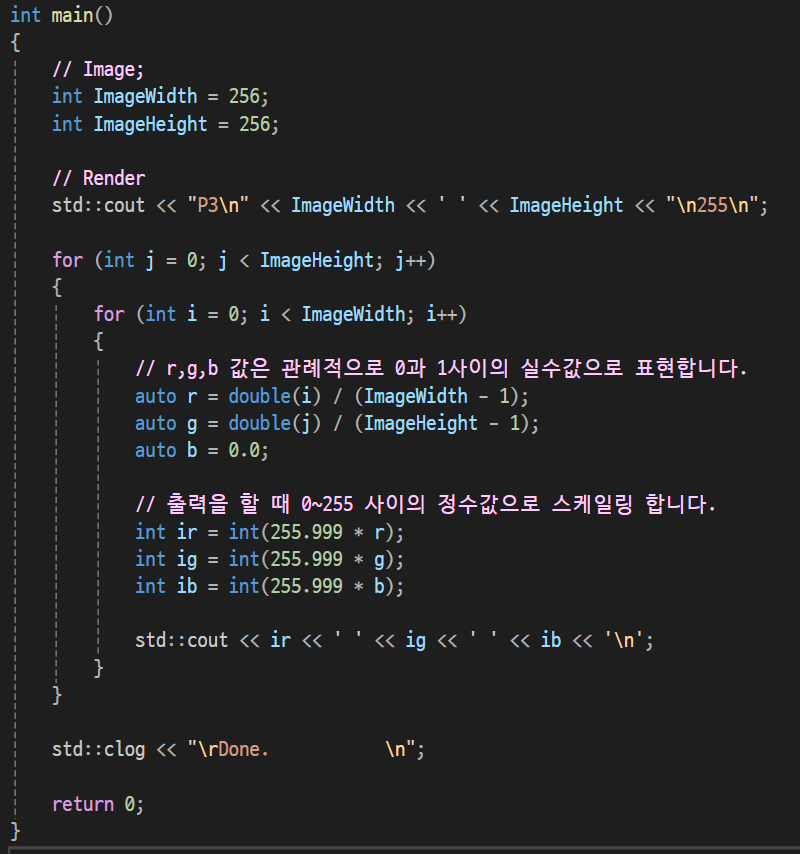 int main()
{
    // Image;
    int ImageWidth = 256;
    int ImageHeight = 256;

    // Render
    std::cout << "P3\n" << ImageWidth << ' ' << ImageHeight << "\n255\n";

    for (int j = 0; j < ImageHeight; j++)
    {
        for (int i = 0; i < ImageWidth; i++)
        {
            // r,g,b 값은 관례적으로 0과 1사이의 실수값으로 표현합니다.
            auto r = double(i) / (ImageWidth - 1);
            auto g = double(j) / (ImageHeight - 1);
            auto b = 0.0;

            // 출력을 할 때 0~255 사이의 정수값으로 스케일링 합니다.
            int ir = int(255.999 * r);
            int ig = int(255.999 * g);
            int ib = int(255.999 * b);

            std::cout << ir << ' ' << ig << ' ' << ib << '\n';
        }
    }

    std::clog << "\rDone.           \n";

    return 0;
}